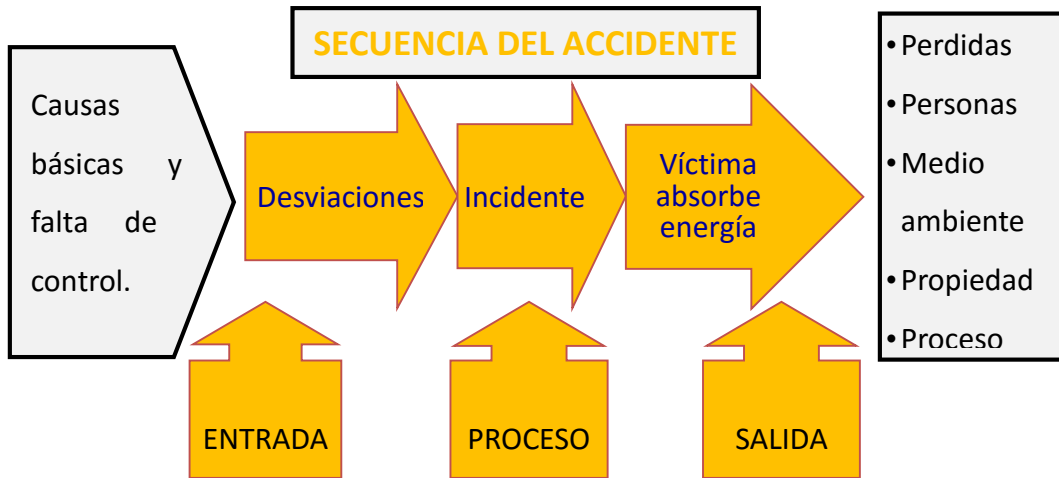 SECUENCIA DEL ACCIDENTE
Causas
básicas y
falta de
control.
Desviaciones
Incidente
Víctima
absorbe
energía
• Perdidas
• Personas
• Medio
ambiente
• Propiedad
• Proceso
ENTRADA
PROCESO
SALIDA